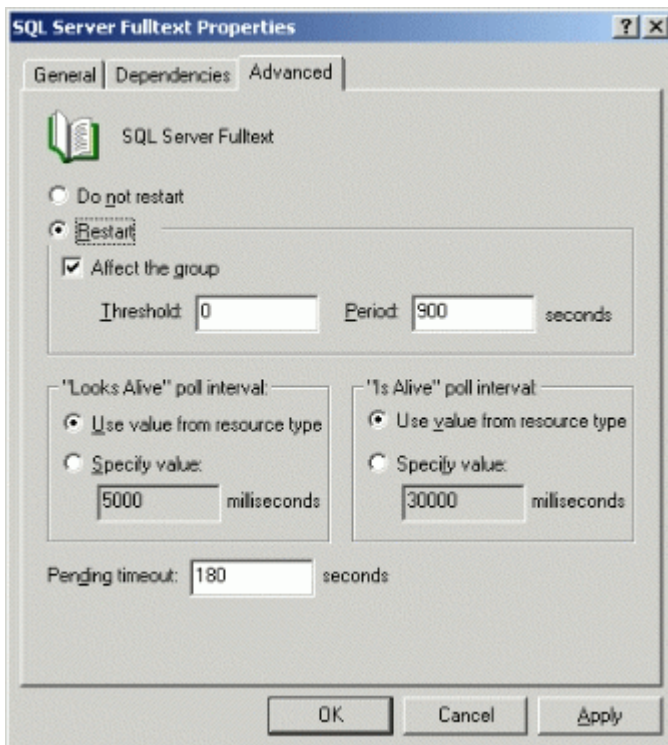 SQL Server Fulltext Properties
General Dependencies Advanced
SQL Server Fulltext
Do not restart
Restart
Affect the group
Threshold: 0 Period: 900 seconds
"Looks Alive" poll interval: "Is Alive" poll interval:
Use value from resource type Use value from resource type
Specify value: Specify value:
5000 milliseconds 30000 milliseconds
Pending timeout: 180 seconds
OK Cancel Apply